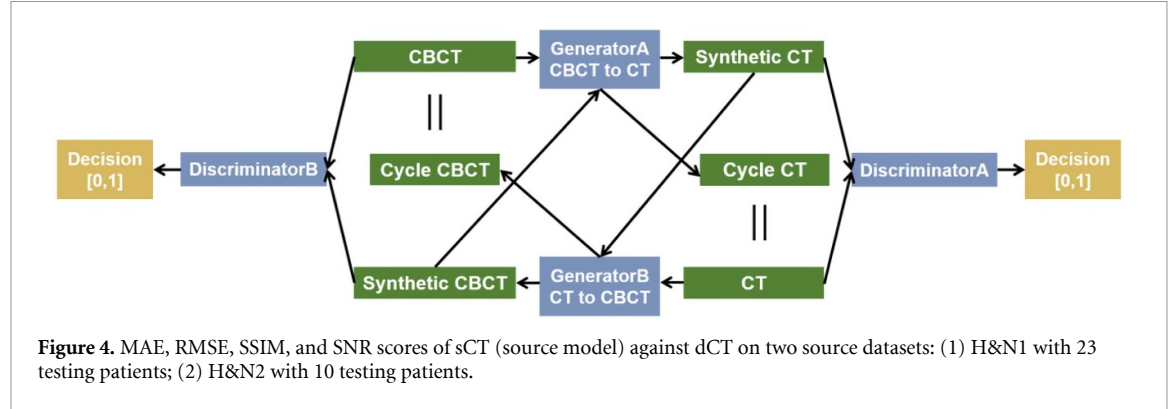 CBCT
GeneratorA
CBCT to CT
Synthetic CT
||
Decision
[0,1]
DiscriminatorB
Cycle CBCT
Cycle CT
DiscriminatorA
Decision
[0,1]
||
Synthetic CBCT
GeneratorB
CT to CBCT
CT
Figure 4. MAE, RMSE, SSIM, and SNR scores of sCT (source model) against dCT on two source datasets: (1) H&N1 with 23
testing patients; (2) H&N2 with 10 testing patients.